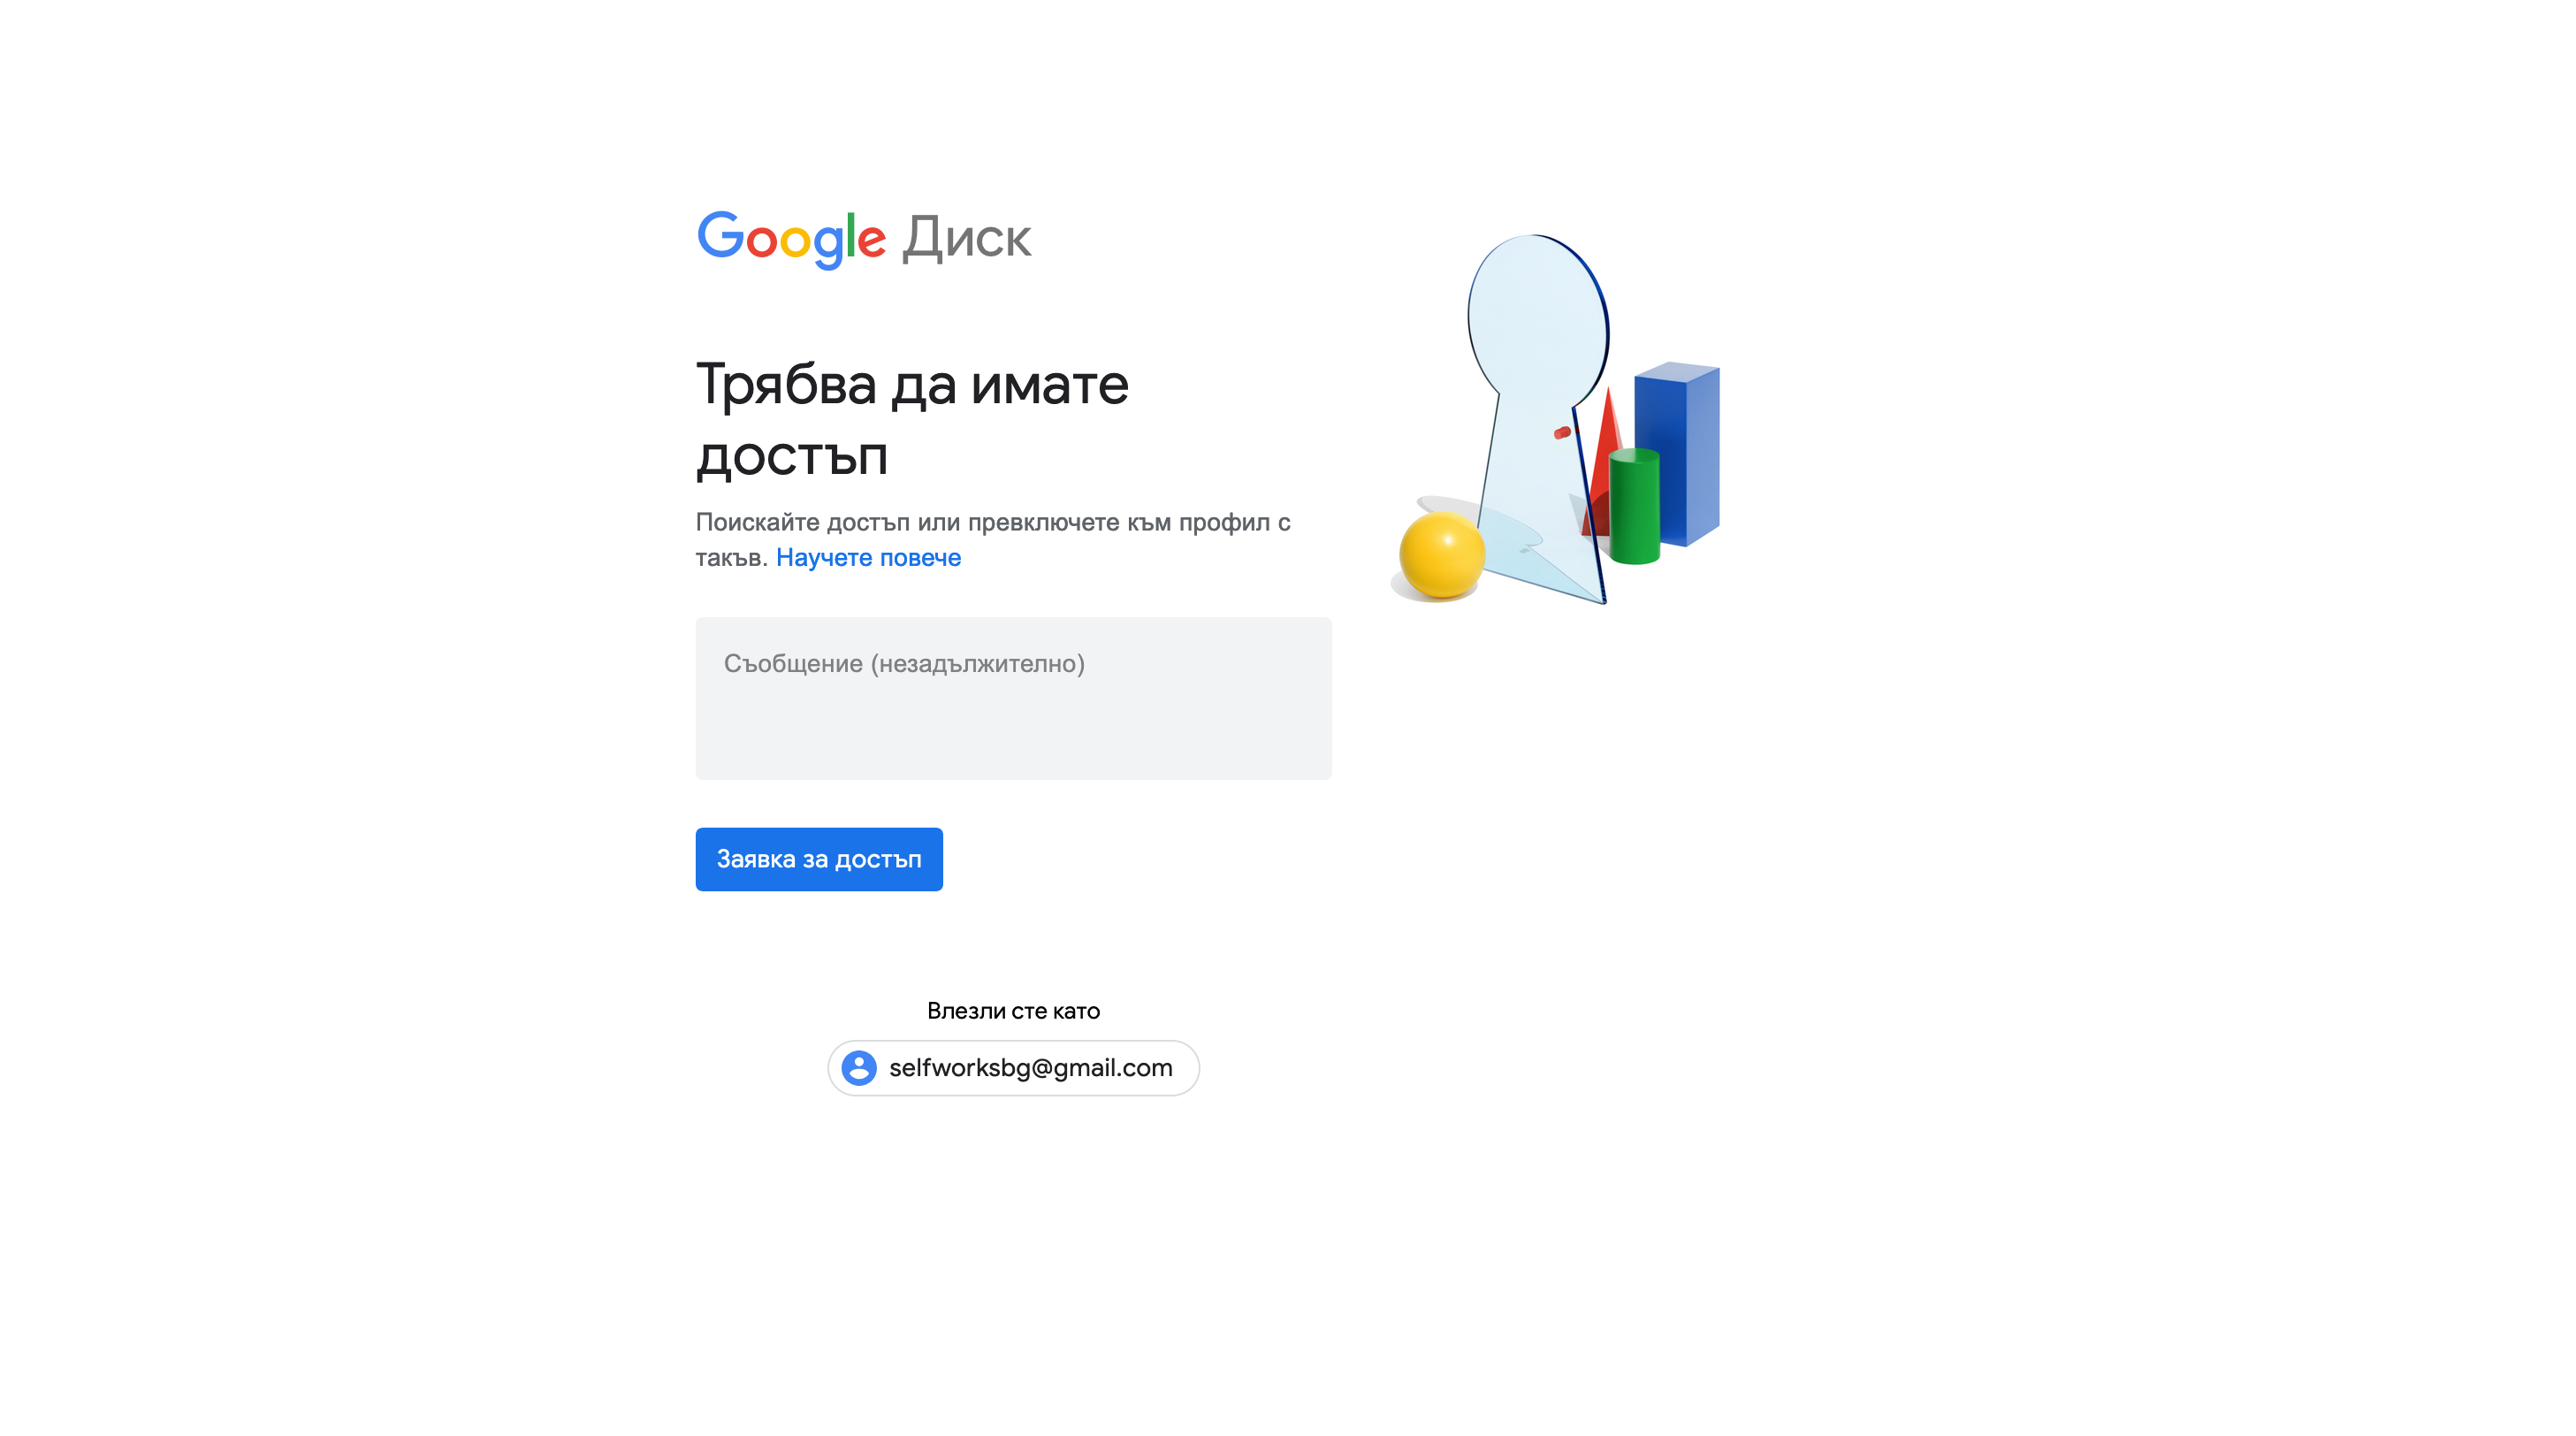 Google Диск
Трябва да имате
достъп
Поискайте достъп или превключете към профил с
такъв. Научете повече
Съобщение (незадължително)
Заявка за достъп
Влезли сте като
selfworksbg@gmail.com